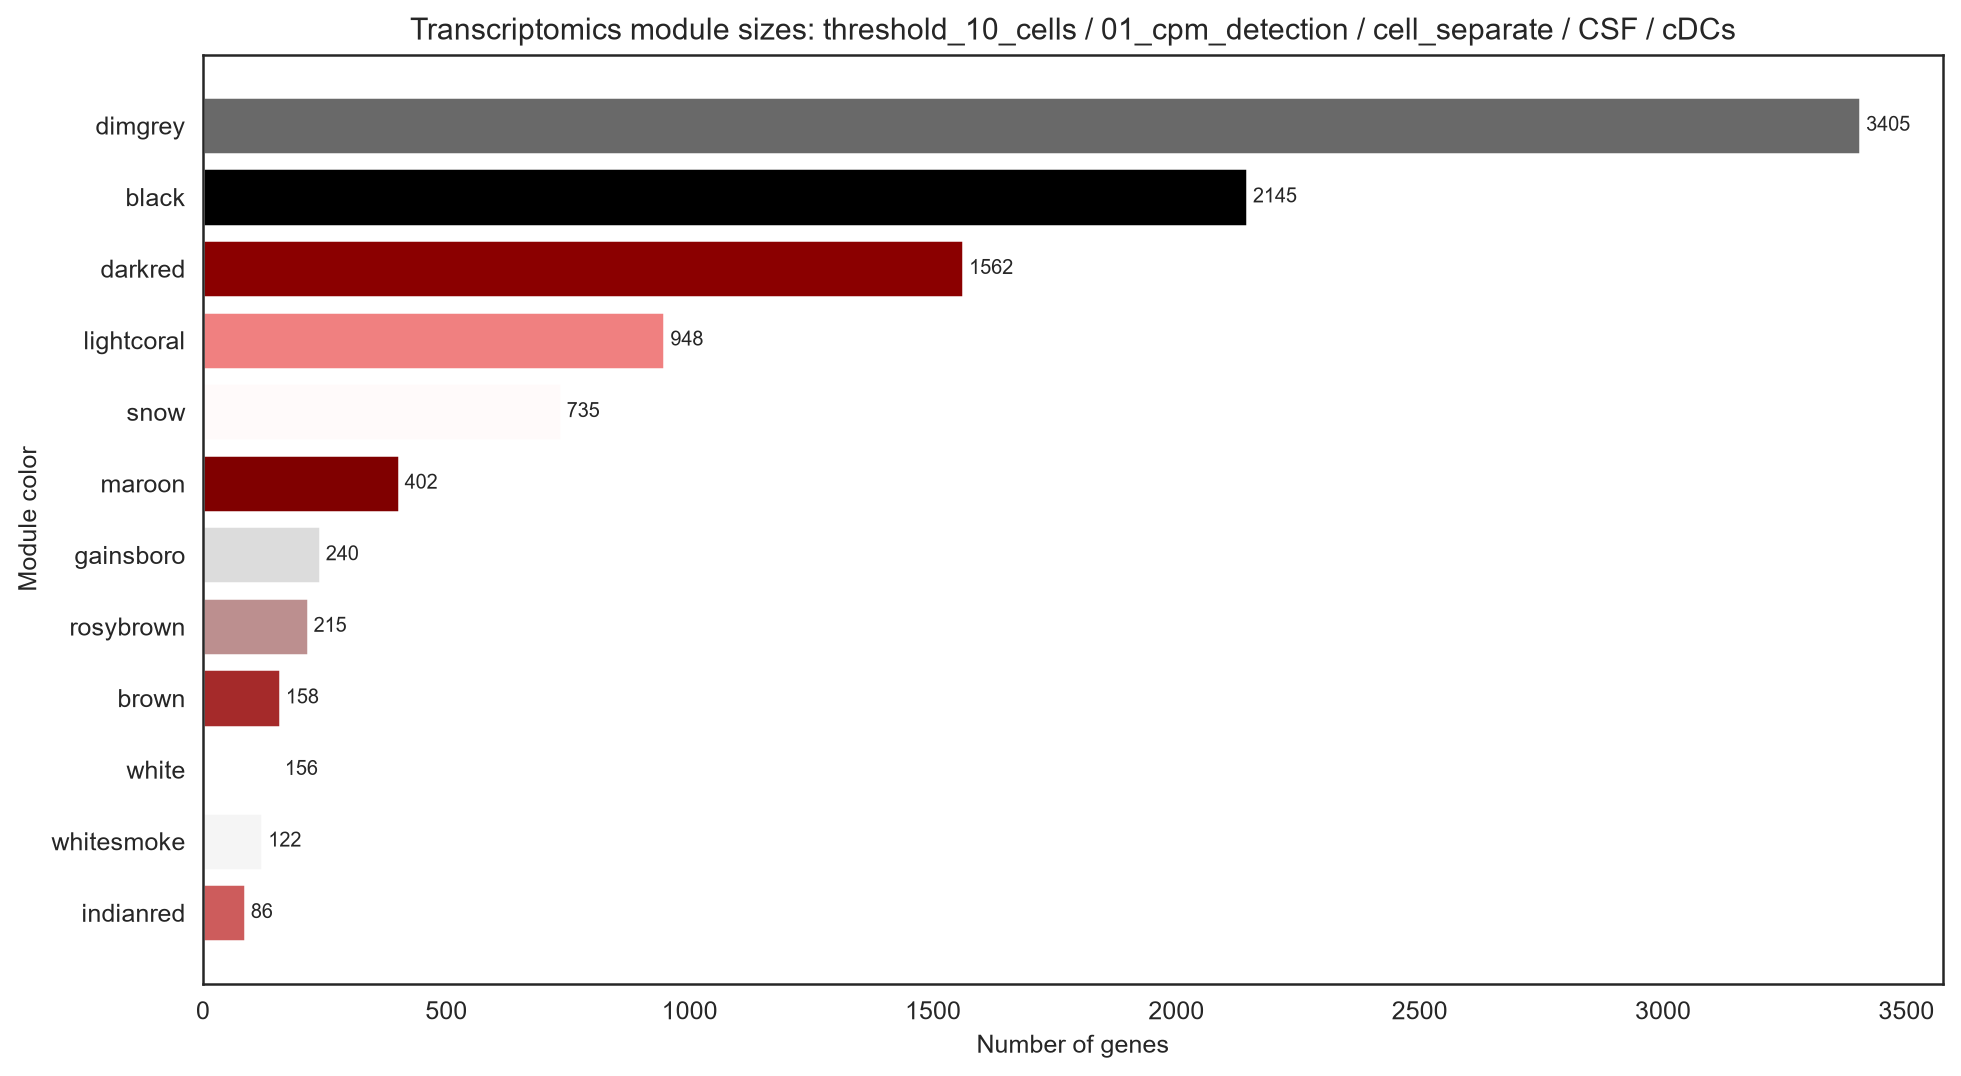 Transcriptomics module sizes: threshold_10_cells / 01_cpm_detection / cell_separate / CSF / cDCs
Module color
dimgrey 3405
black 2145
darkred 1562
lightcoral 948
snow 735
maroon 402
gainsboro 240
rosybrown 215
brown 158
white 156
whitesmoke 122
indianred 86
0 500 1000 1500 2000 2500 3000 3500
Number of genes